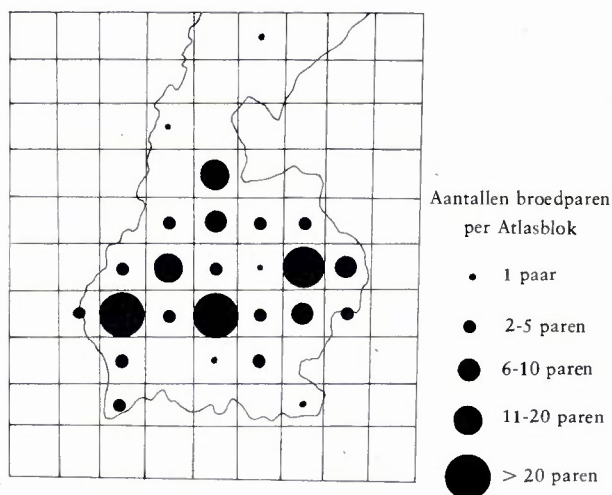 Aantallen broedparen
per Atlasblok
1 paar
2-5 paren
6-10 paren
11-20 paren
> 20 paren